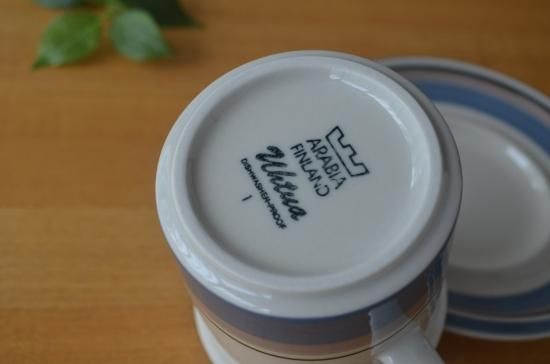 ARABIA
FINLAND
Uhtua
DISHWASHER-PROOF
1